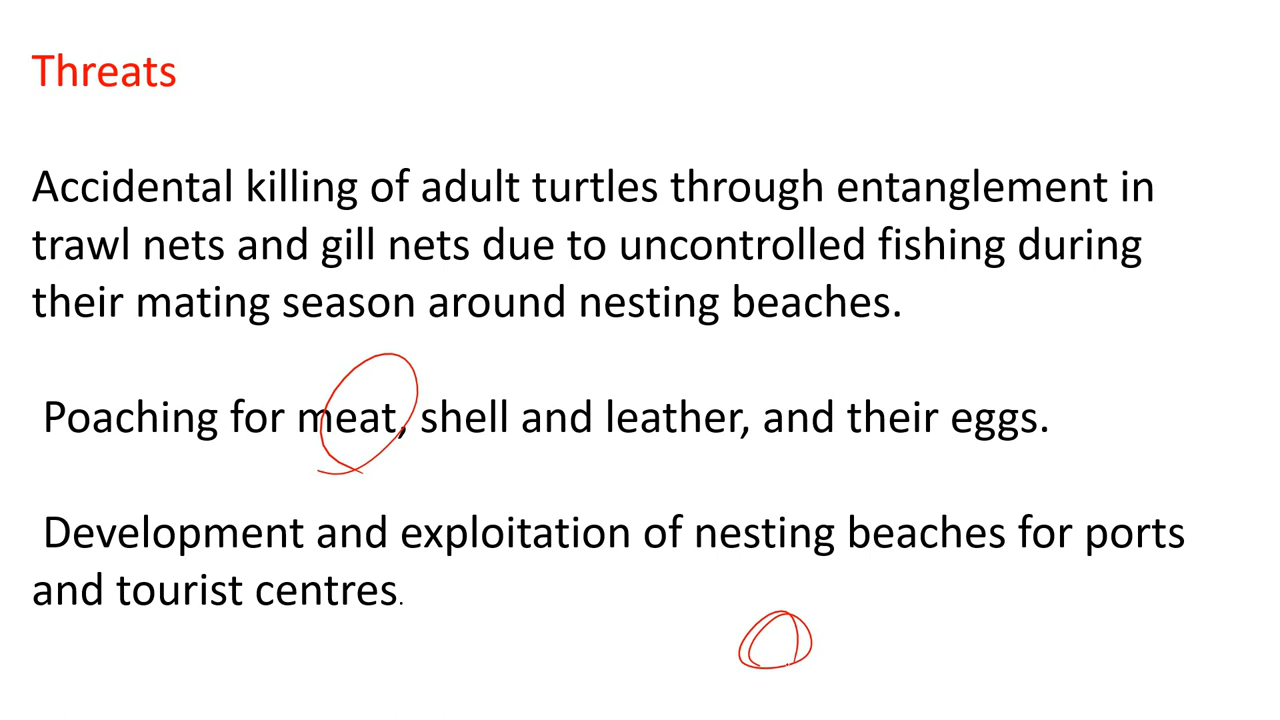 Threats
Accidental killing of adult turtles through entanglement in
trawl nets and gill nets due to uncontrolled fishing during
their mating season around nesting beaches.
Poaching for meat, shell and leather, and their eggs.
Development and exploitation of nesting beaches for ports
and tourist centres.